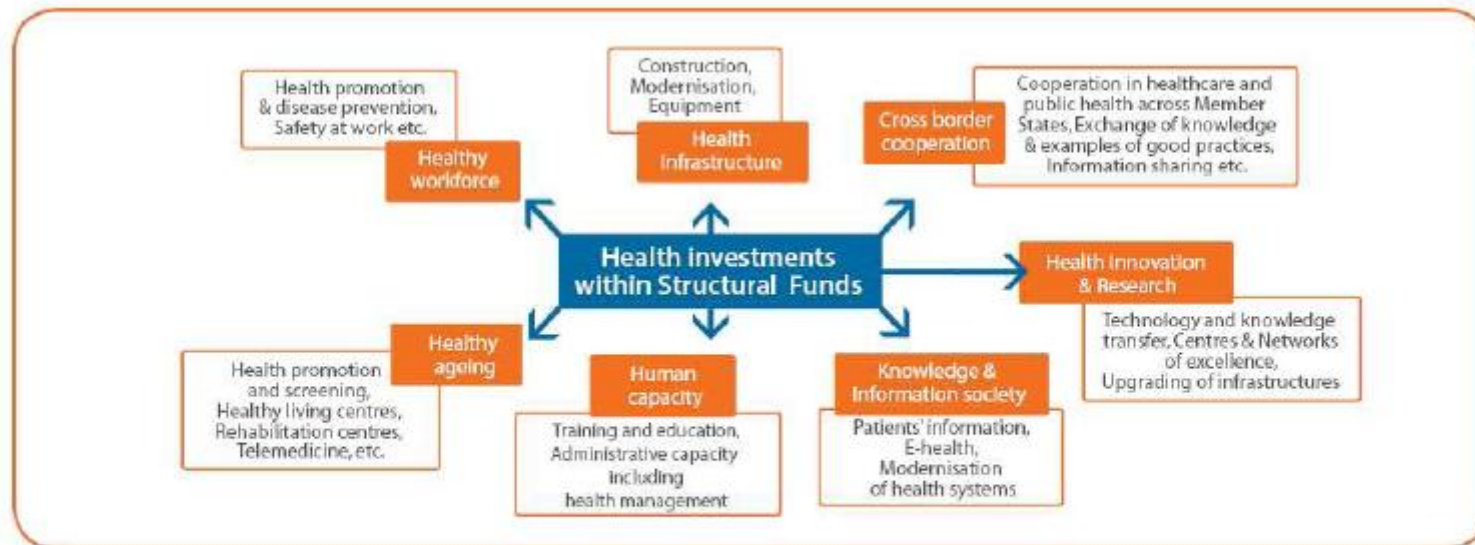 Health promotion
& disease prevention,
Safety at work etc.
Healthy
workforce
Construction,
Modernisation,
Equipment
Health
Infrastructure
Cross border
cooperation
Cooperation in healthcare and
public health across Member
States, Exchange of knowledge
& examples of good practices,
Information sharing etc.
Health investments
within Structural Funds
Health Innovation
& Research
Technology and knowledge
transfer, Centres & Networks
of excellence,
Upgrading of infrastructures
Healthy
ageing
Health promotion
and screening,
Healthy living centres,
Rehabilitation centres,
Telemedicine, etc.
Human
capacity
Training and education,
Administrative capacity
including
health management
Knowledge &
Information society
Patients' information,
E-health,
Modernisation
of health systems